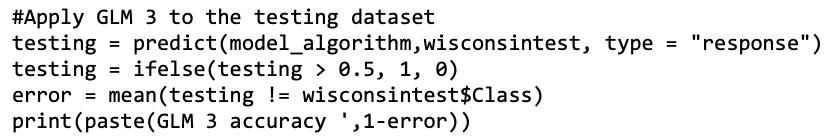 #Apply GLM 3 to the testing dataset
testing = predict(model_algorithm,wisconsintest, type = "response")
testing = ifelse(testing > 0.5, 1, 0)
error = mean(testing != wisconsintest$Class)
print(paste(GLM 3 accuracy ',1-error))